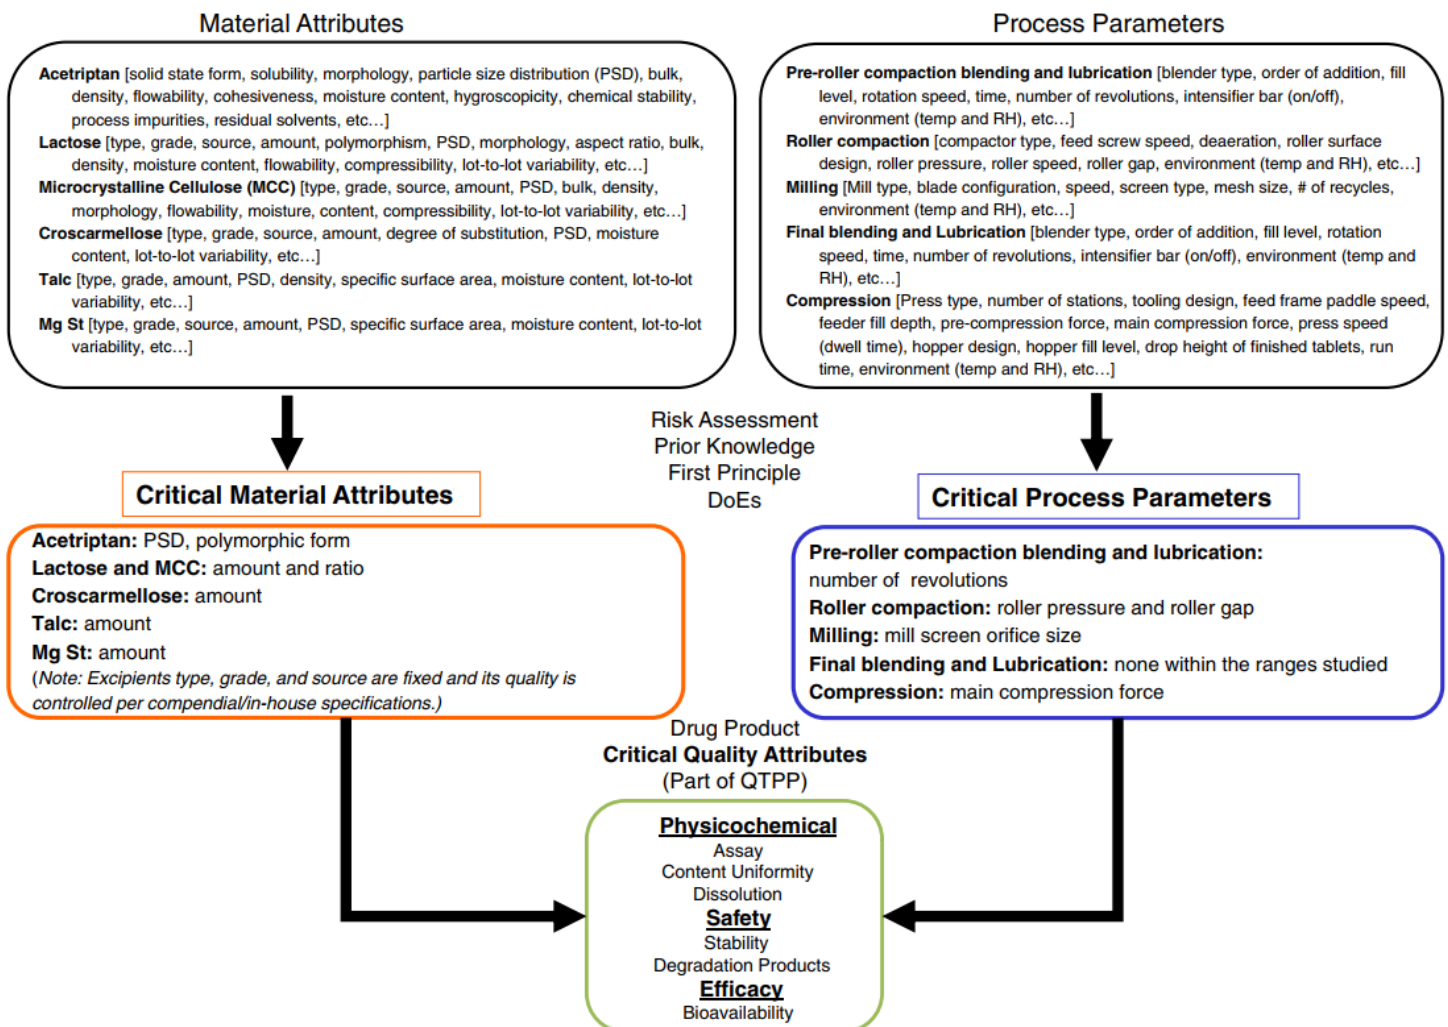 Material Attributes
Acetriptan [solid state form, solubility, morphology, particle size distribution (PSD), bulk,
density, flowability, cohesiveness, moisture content, hygroscopicity, chemical stability,
process impurities, residual solvents, etc...]
Lactose [type, grade, source, amount, polymorphism, PSD, morphology, aspect ratio, bulk,
density, moisture content, flowability, compressibility, lot-to-lot variability, etc...]
Microcrystalline Cellulose (MCC) [type, grade, source, amount, PSD, bulk, density,
morphology, flowability, moisture, content, compressibility, lot-to-lot variability, etc...]
Croscarmellose [type, grade, source, amount, degree of substitution, PSD, moisture
content, lot-to-lot variability, etc...]
Talc [type, grade, amount, PSD, density, specific surface area, moisture content, lot-to-lot
variability, etc...]
Mg St [type, grade, source, amount, PSD, specific surface area, moisture content, lot-to-lot
variability, etc...]
Process Parameters
Pre-roller compaction blending and lubrication [blender type, order of addition, fill
level, rotation speed, time, number of revolutions, intensifier bar (on/off),
environment (temp and RH), etc...]
Roller compaction [compactor type, feed screw speed, deaeration, roller surface
design, roller pressure, roller speed, roller gap, environment (temp and RH), etc...]
Milling [Mill type, blade configuration, speed, screen type, mesh size, # of recycles,
environment (temp and RH), etc...]
Final blending and Lubrication [blender type, order of addition, fill level, rotation
speed, time, number of revolutions, intensifier bar (on/off), environment (temp and
RH), etc...]
Compression [Press type, number of stations, tooling design, feed frame paddle speed,
feeder fill depth, pre-compression force, main compression force, press speed
(dwell time), hopper design, hopper fill level, drop height of finished tablets, run
time, environment (temp and RH), etc...]
Risk Assessment
Prior Knowledge
First Principle
DoEs
Critical Material Attributes
Acetriptan: PSD, polymorphic form
Lactose and MCC: amount and ratio
Croscarmellose: amount
Talc: amount
Mg St: amount
(Note: Excipients type, grade, and source are fixed and its quality is
controlled per compendial/in-house specifications.)
Critical Process Parameters
Pre-roller compaction blending and lubrication:
number of revolutions
Roller compaction: roller pressure and roller gap
Milling: mill screen orifice size
Final blending and Lubrication: none within the ranges studied
Compression: main compression force
Drug Product
Critical Quality Attributes
(Part of QTPP)
Physicochemical
Assay
Content Uniformity
Dissolution
Safety
Stability
Degradation Products
Efficacy
Bioavailability